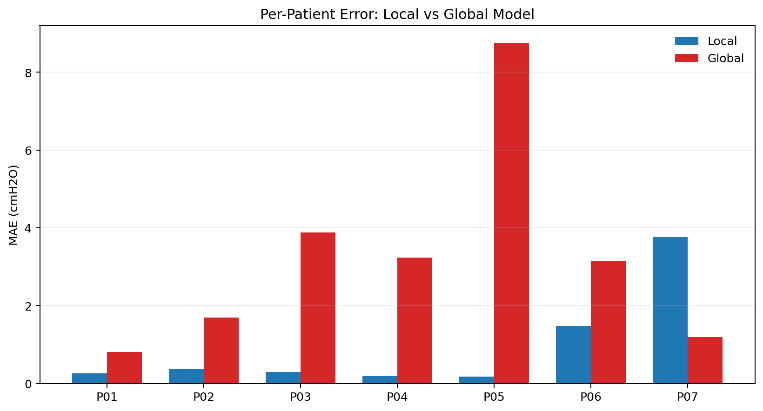 Per-Patient Error: Local vs Global Model
Local
Global
MAE (cmH2O)
8
6
4
2
0
P01 P02 P03 P04 P05 P06 P07